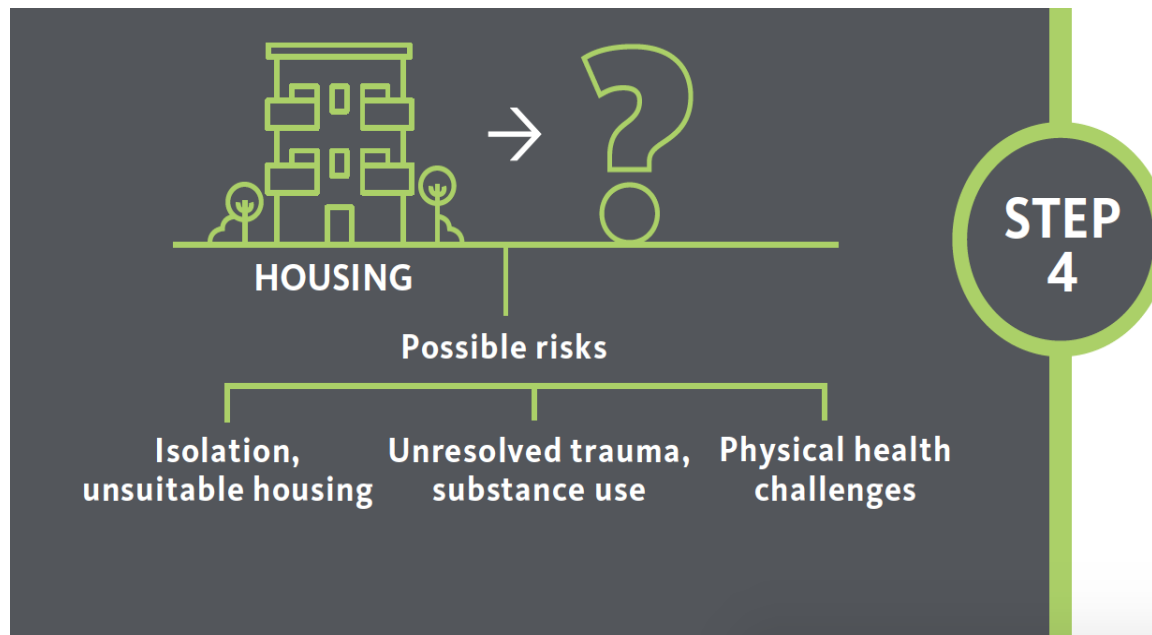 HOUSING
STEP
4
Possible risks
Isolation,
unsuitable housing
Unresolved trauma,
substance use
Physical health
challenges